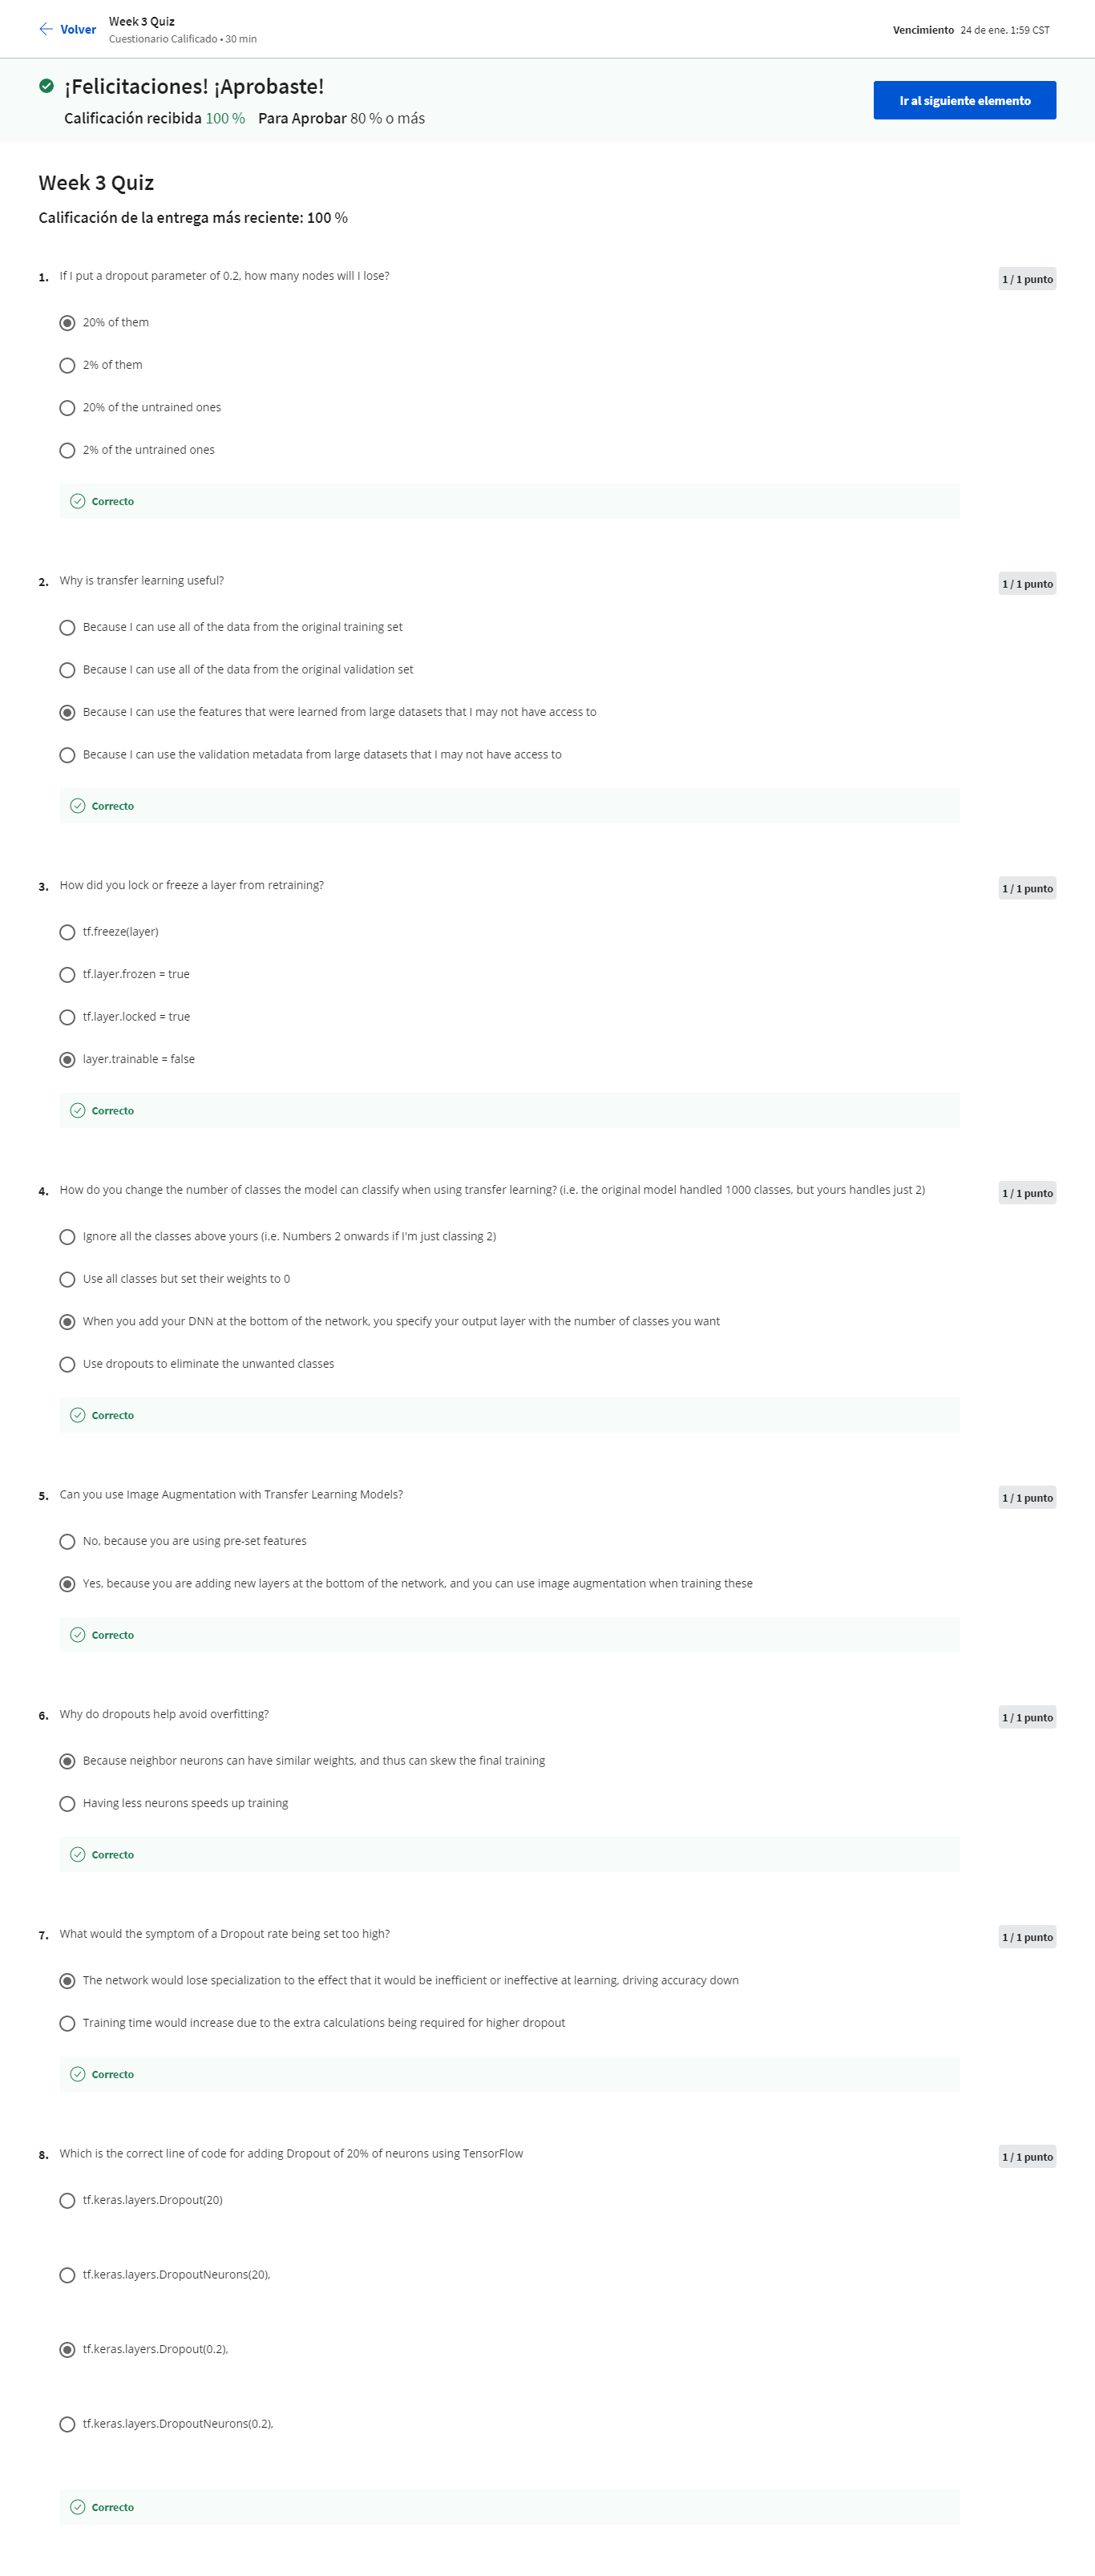 Volver
Week 3 Quiz
Cuestionario Calificado • 30 min
Vencimiento 24 de ene. 1:59 CST
¡Felicitaciones! ¡Aprobaste!
Calificación recibida 100 % Para Aprobar 80 % o más
Ir al siguiente elemento
Week 3 Quiz
Calificación de la entrega más reciente: 100 %
1. If I put a dropout parameter of 0.2, how many nodes will I lose?
1 / 1 punto
20% of them
2% of them
20% of the untrained ones
2% of the untrained ones
Correcto
2. Why is transfer learning useful?
1 / 1 punto
Because I can use all of the data from the original training set
Because I can use all of the data from the original validation set
Because I can use the features that were learned from large datasets that I may not have access to
Because I can use the validation metadata from large datasets that I may not have access to
Correcto
3. How did you lock or freeze a layer from retraining?
1 / 1 punto
tf.freeze(layer)
tf.layer.frozen = true
tf.layer.locked = true
layer.trainable = false
Correcto
4. How do you change the number of classes the model can classify when using transfer learning? (i.e. the original model handled 1000 classes, but yours handles just 2)
1 / 1 punto
Ignore all the classes above yours (i.e. Numbers 2 onwards if I'm just classing 2)
Use all classes but set their weights to 0
When you add your DNN at the bottom of the network, you specify your output layer with the number of classes you want
Use dropouts to eliminate the unwanted classes
Correcto
5. Can you use Image Augmentation with Transfer Learning Models?
1 / 1 punto
No, because you are using pre-set features
Yes, because you are adding new layers at the bottom of the network, and you can use image augmentation when training these
Correcto
6. Why do dropouts help avoid overfitting?
1 / 1 punto
Because neighbor neurons can have similar weights, and thus can skew the final training
Having less neurons speeds up training
Correcto
7. What would the symptom of a Dropout rate being set too high?
1 / 1 punto
The network would lose specialization to the effect that it would be inefficient or ineffective at learning, driving accuracy down
Training time would increase due to the extra calculations being required for higher dropout
Correcto
8. Which is the correct line of code for adding Dropout of 20% of neurons using TensorFlow
1 / 1 punto
tf.keras.layers.Dropout(20)
tf.keras.layers.DropoutNeurons(20),
tf.keras.layers.Dropout(0.2),
tf.keras.layers.DropoutNeurons(0.2),
Correcto